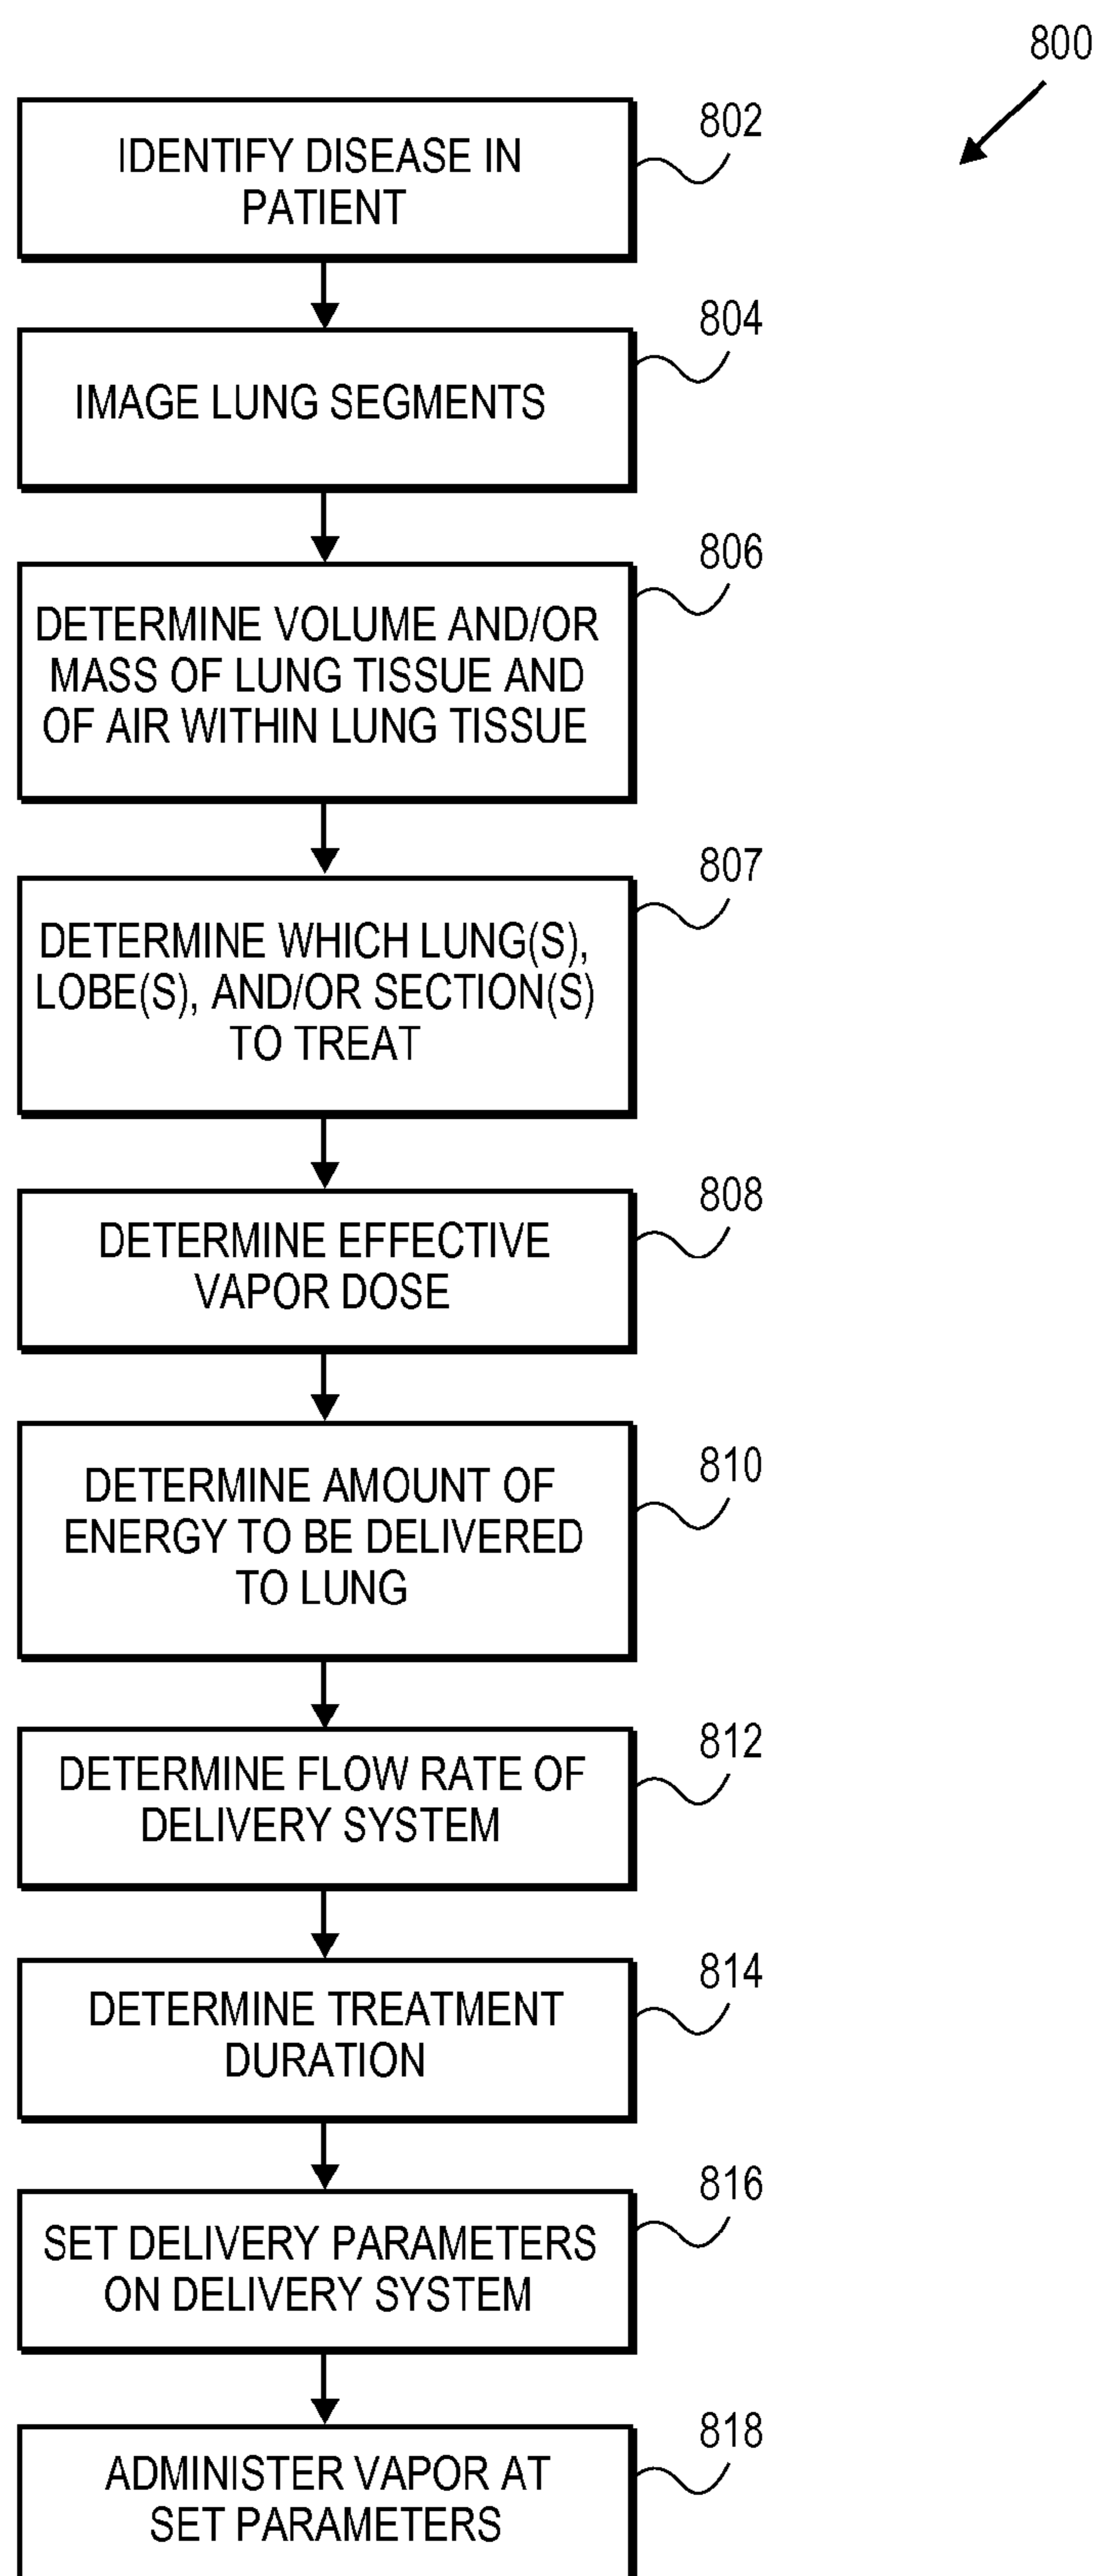 800
802
IDENTIFY DISEASE IN
PATIENT
804
IMAGE LUNG SEGMENTS
806
DETERMINE VOLUME AND/OR
MASS OF LUNG TISSUE AND
OF AIR WITHIN LUNG TISSUE
807
DETERMINE WHICH LUNG(S),
LOBE(S), AND/OR SECTION(S)
TO TREAT
808
DETERMINE EFFECTIVE
VAPOR DOSE
810
DETERMINE AMOUNT OF
ENERGY TO BE DELIVERED
TO LUNG
812
DETERMINE FLOW RATE OF
DELIVERY SYSTEM
814
DETERMINE TREATMENT
DURATION
816
SET DELIVERY PARAMETERS
ON DELIVERY SYSTEM
818
ADMINISTER VAPOR AT
SET PARAMETERS